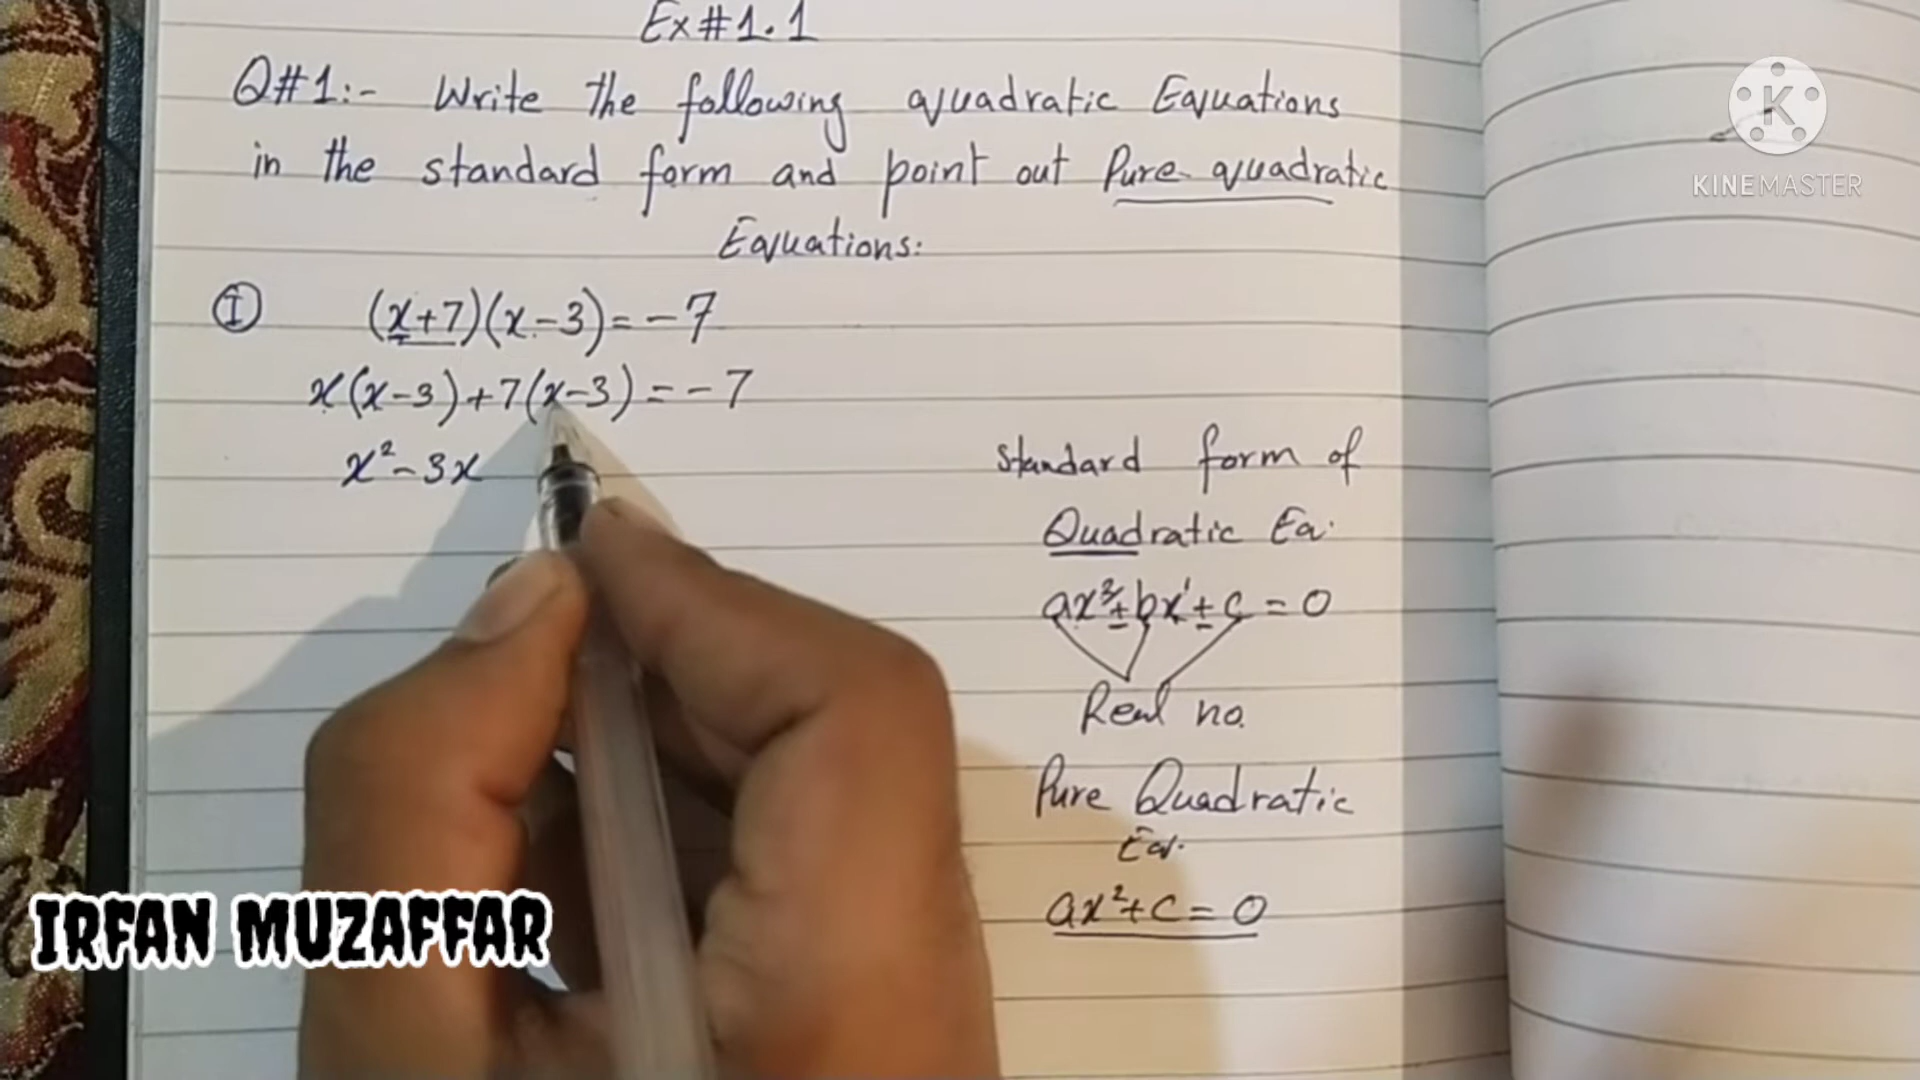 Ex#1.1
Q#1:- Write the following quadratic Equations
in the standard form and point out Pure quadratic
Equations:
I (x+7)(x-3)=-7
x(x-3)+7(x-3)=-7
x²-3x
Standard form of
Quadratic Eq.
ax²+bx¹+c=0
Real no.
Pure Quadratic
Eq.
ax²+c=0
K
KINEMASTER
IRFAN MUZAFFAR